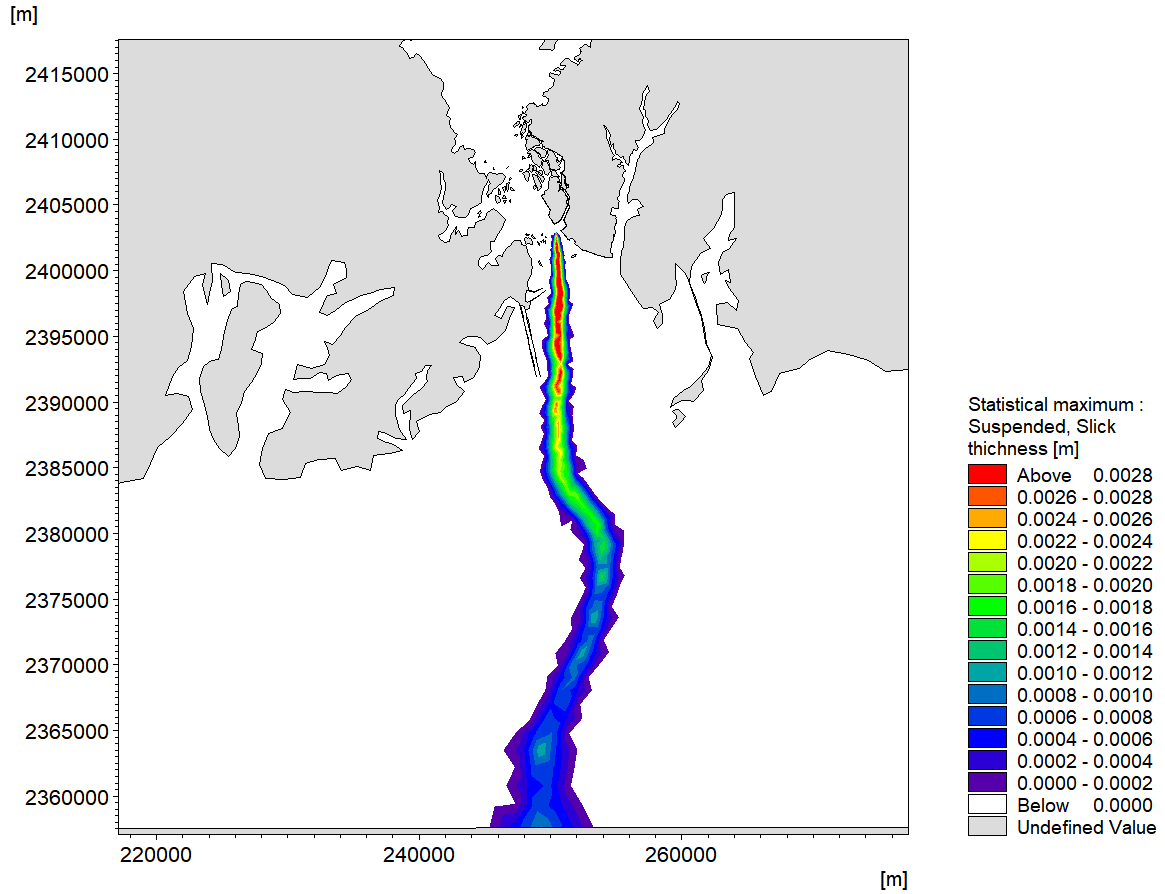 [m]
2415000
2410000
2405000
2400000
2395000
2390000
2385000
2380000
2375000
2370000
2365000
2360000
220000
240000
260000
[m]
Statistical maximum :
Suspended, Slick
thichness [m]
Above 0.0028
0.0026 - 0.0028
0.0024 - 0.0026
0.0022 - 0.0024
0.0020 - 0.0022
0.0018 - 0.0020
0.0016 - 0.0018
0.0014 - 0.0016
0.0012 - 0.0014
0.0010 - 0.0012
0.0008 - 0.0010
0.0006 - 0.0008
0.0004 - 0.0006
0.0002 - 0.0004
0.0000 - 0.0002
Below 0.0000
Undefined Value